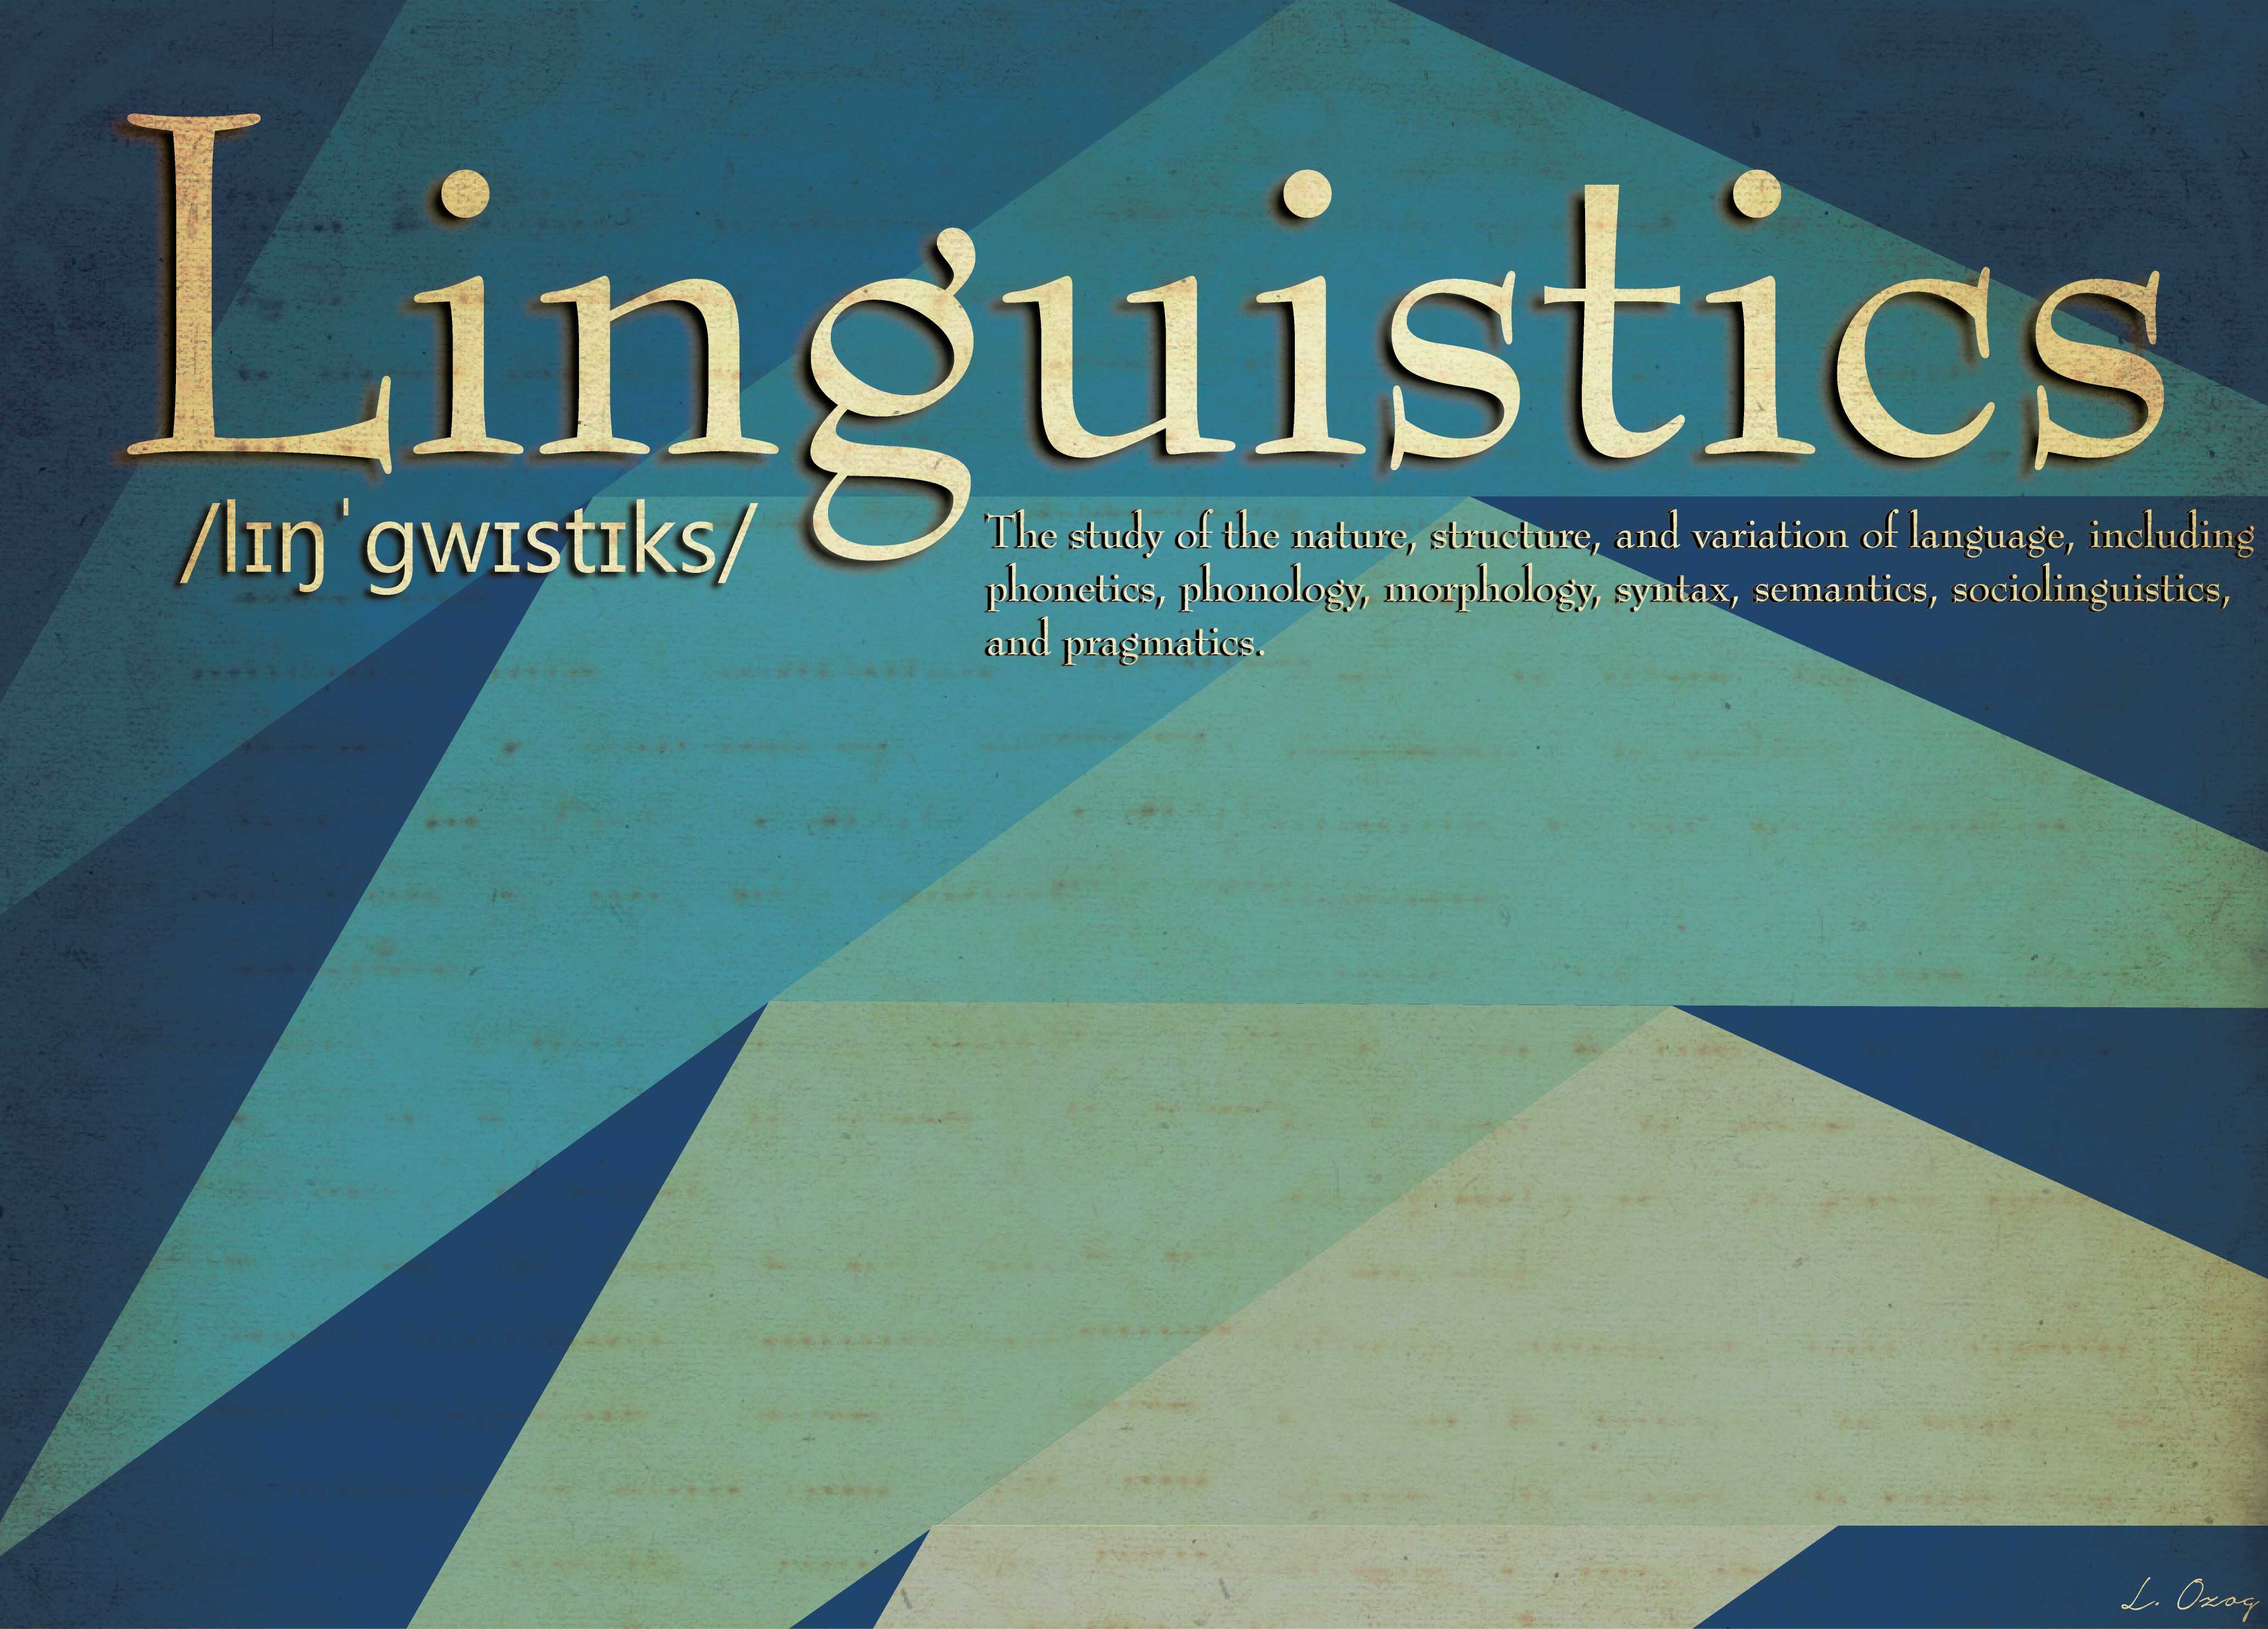 Linguistics
/lɪŋˈgwɪstɪks/
The study of the nature, structure, and variation of language, including
phonetics, phonology, morphology, syntax, semantics, sociolinguistics,
and pragmatics.
L. Ozog